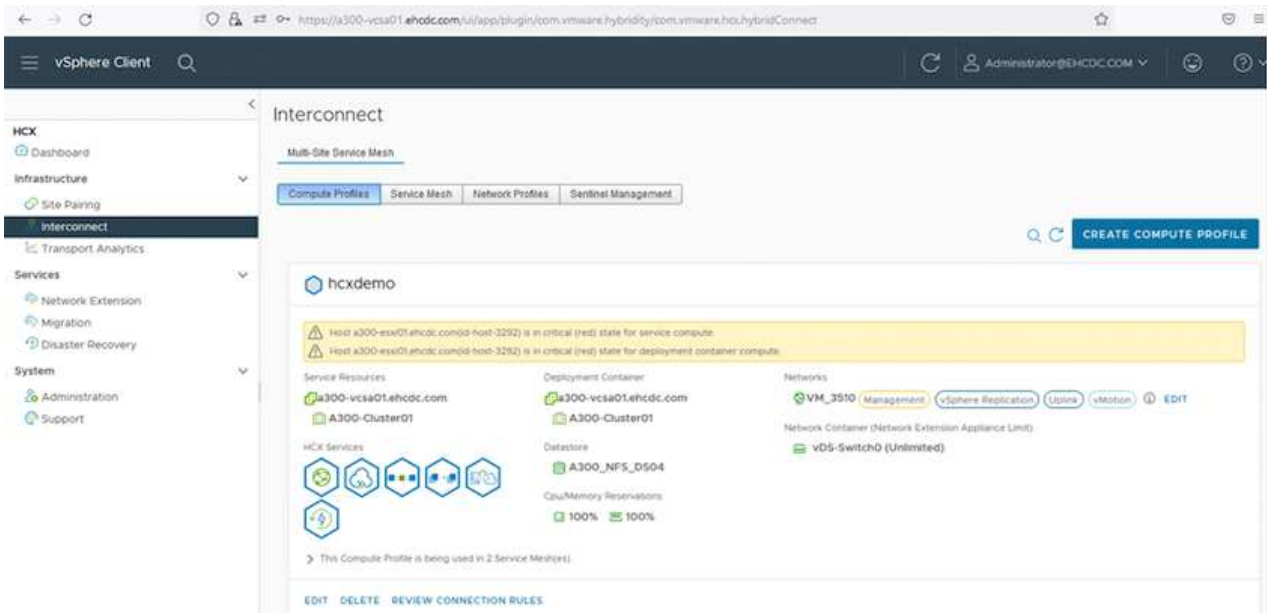 https://a300-vcsa01.ehcdc.com/ui/app/plugin/com.vmware.hybridity/com.vmware.hcx.hybridConnect
vSphere Client
Administrator@EHCDC.COM
Interconnect
HCX
Dashboard
Infrastructure
Site Pairing
Interconnect
Transport Analytics
Services
Network Extension
Migration
Disaster Recovery
System
Administration
Support
Multi-Site Service Mesh
Compute Profiles Service Mesh Network Profiles Sentinel Management
CREATE COMPUTE PROFILE
hcxdemo
Host a300-esxi01.ehcdc.com(id-host-3292) is in critical (red) state for service compute.
Host a300-esxi01.ehcdc.com(id-host-3292) is in critical (red) state for deployment container compute.
Service Resources
a300-vcsa01.ehcdc.com
A300-Cluster01
HCX Services
Deployment Container
a300-vcsa01.ehcdc.com
A300-Cluster01
Datastore
A300_NFS_DS04
Cpu/Memory Reservations
100% 100%
Networks
VM_3510 Management vSphere Replication Uplink vMotion EDIT
Network Container (Network Extension Appliance Limit)
vDS-Switch0 (Unlimited)
This Compute Profile is being used in 2 Service Mesh(es).
EDIT DELETE REVIEW CONNECTION RULES